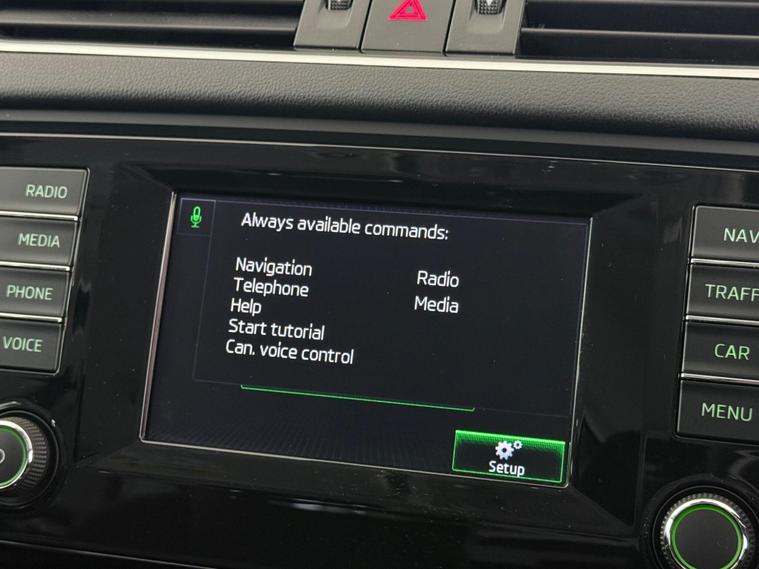 RADIO
MEDIA
PHONE
VOICE
Always available commands:
Navigation
Telephone
Help
Start tutorial
Can. voice control
Radio
Media
Setup
NAV
TRAFF
CAR
MENU